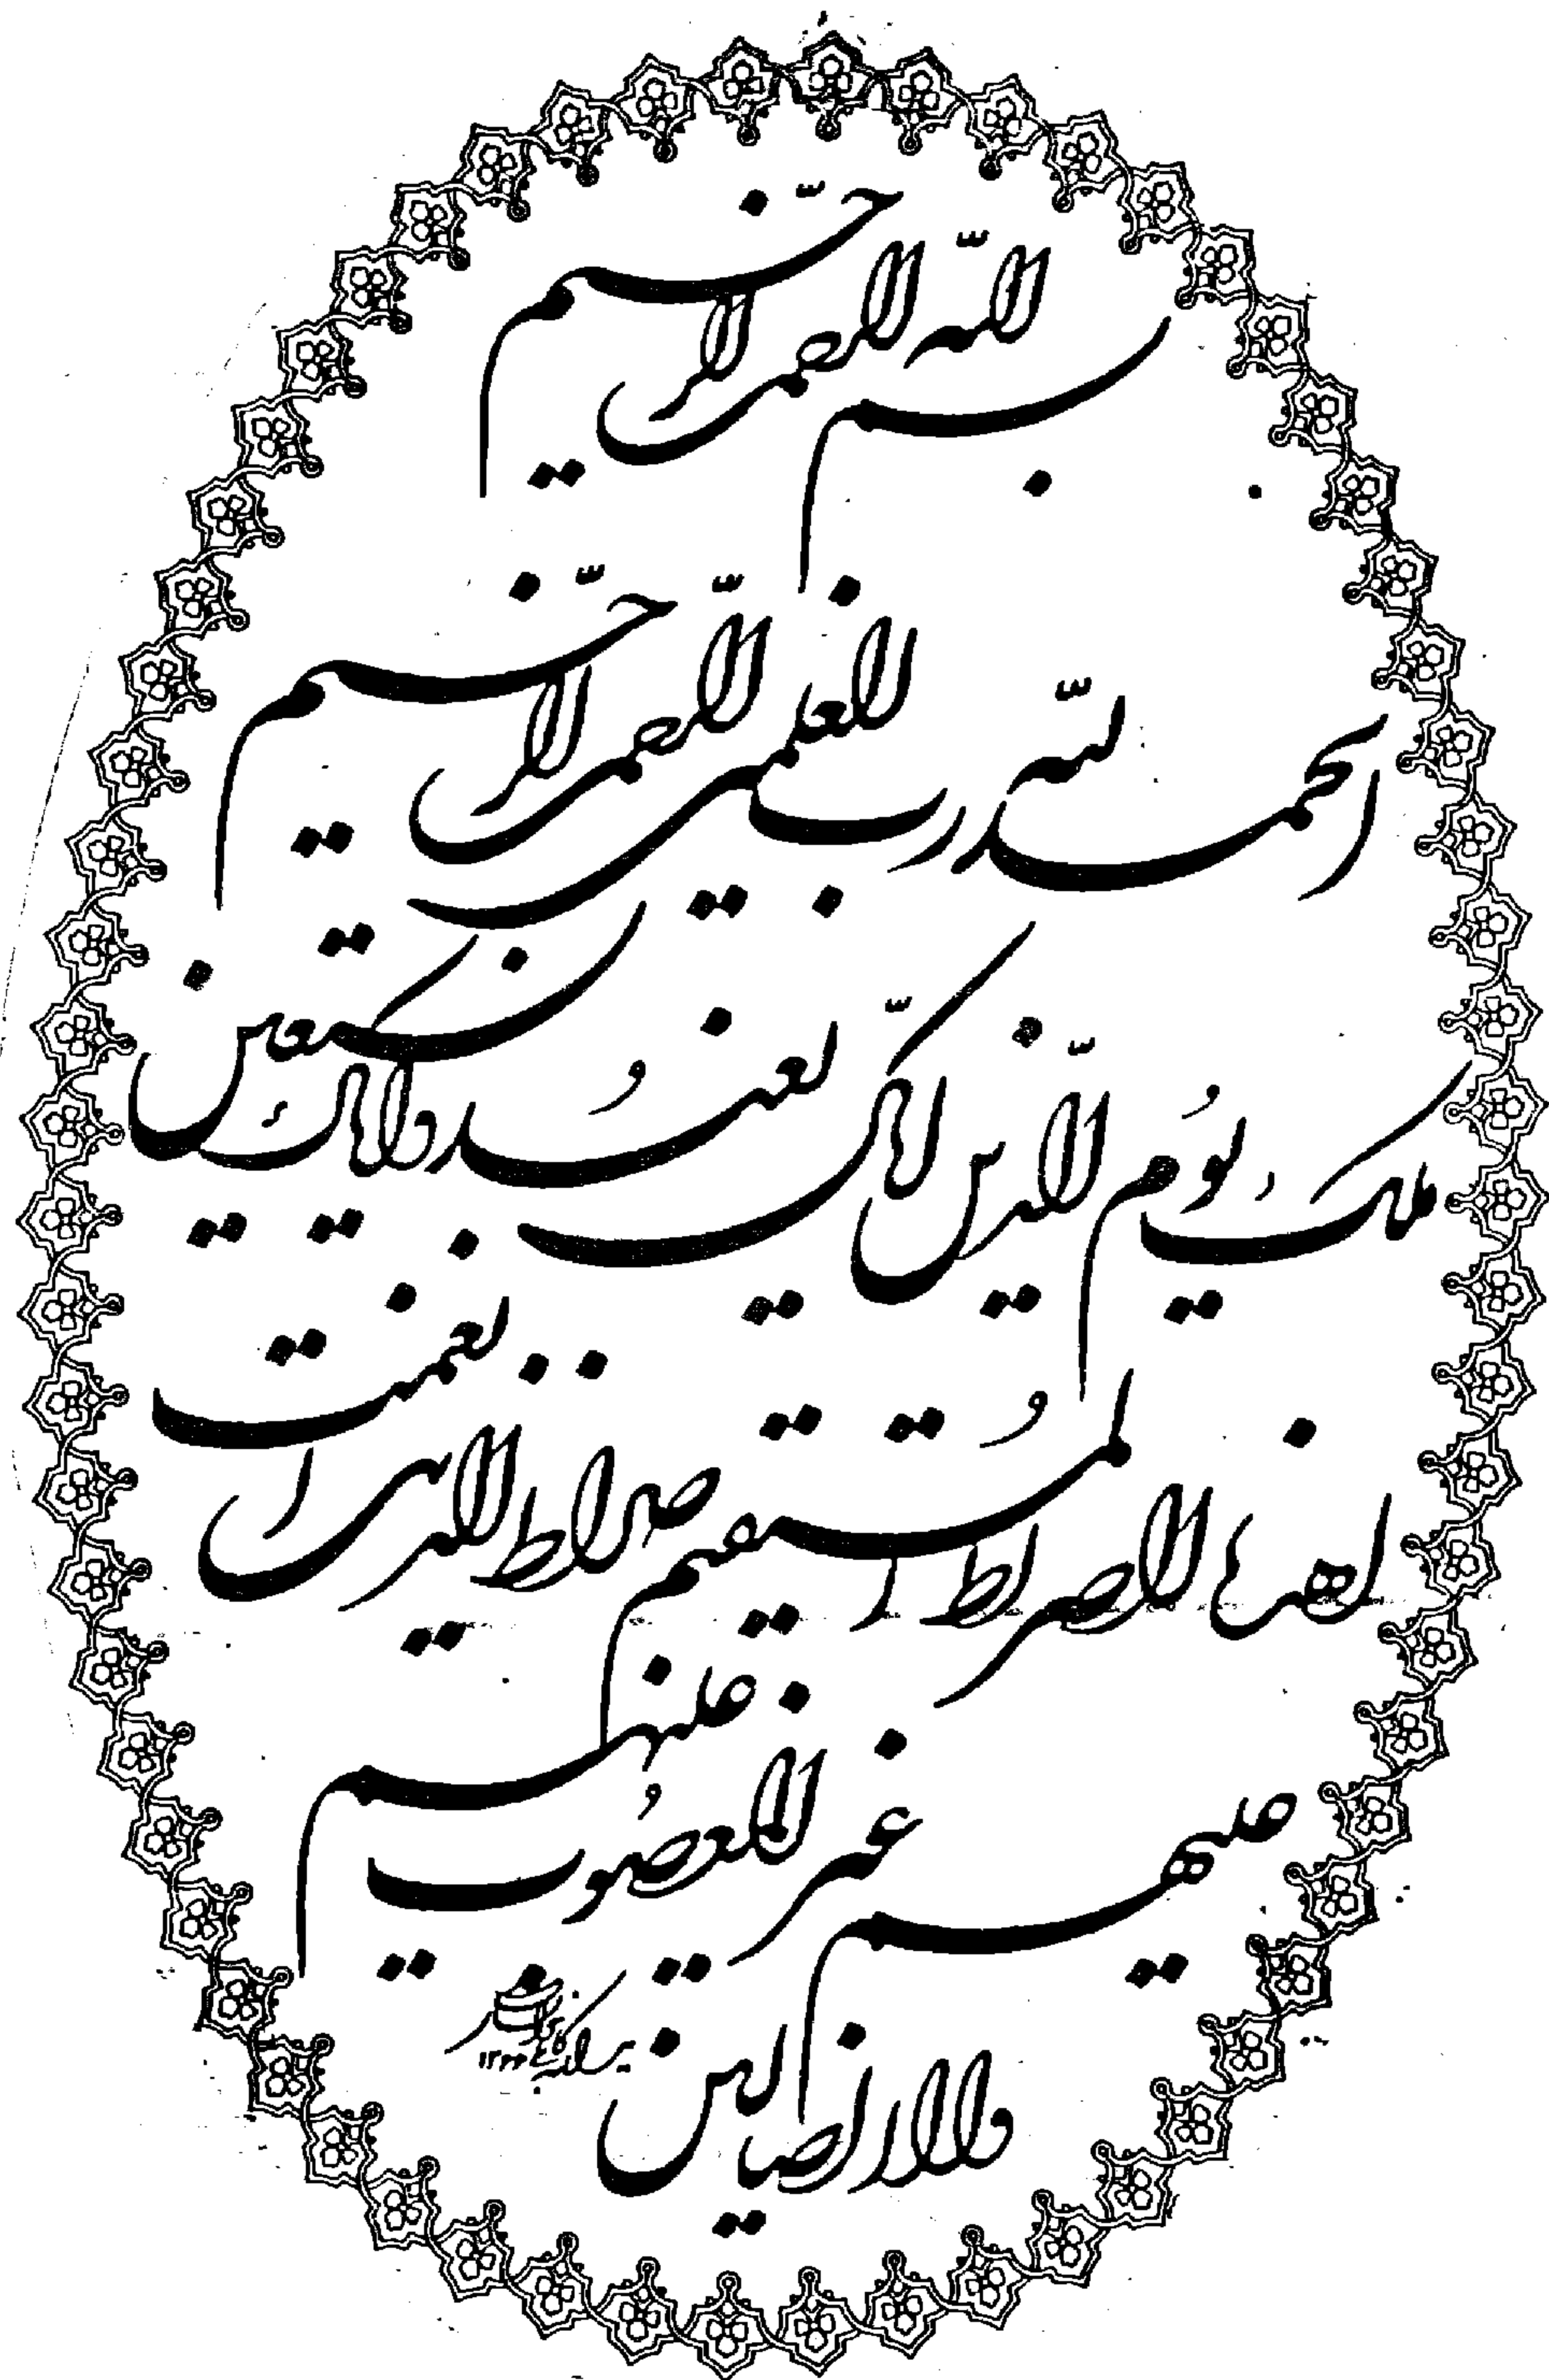 بسم الله الرحمن الرحیم
الحمد لله رب العلمین الرحمن الرحیم
ملک یوم الدین ایاک نعبد و ایاک نستعین
اهدنا الصراط المستقیم صراط الذین انعمت
علیهم غیر المغضوب علیهم
ولا الضالین